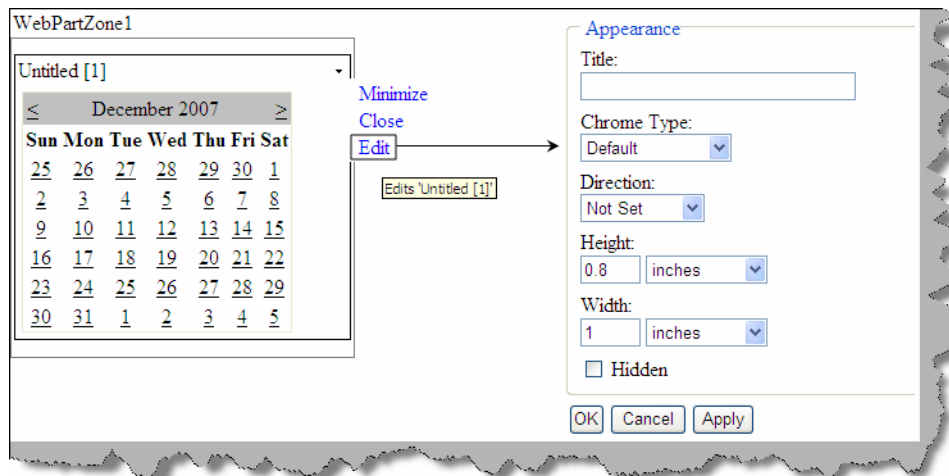 WebPartZone1
Untitled [1]
< December 2007 >
Sun Mon Tue Wed Thu Fri Sat
25 26 27 28 29 30 1
2 3 4 5 6 7 8
9 10 11 12 13 14 15
16 17 18 19 20 21 22
23 24 25 26 27 28 29
30 31 1 2 3 4 5
Minimize
Close
Edit
Edits 'Untitled [1]'
Appearance
Title:
Chrome Type:
Default
Direction:
Not Set
Height:
0.8 inches
Width:
1 inches
Hidden
OK Cancel Apply